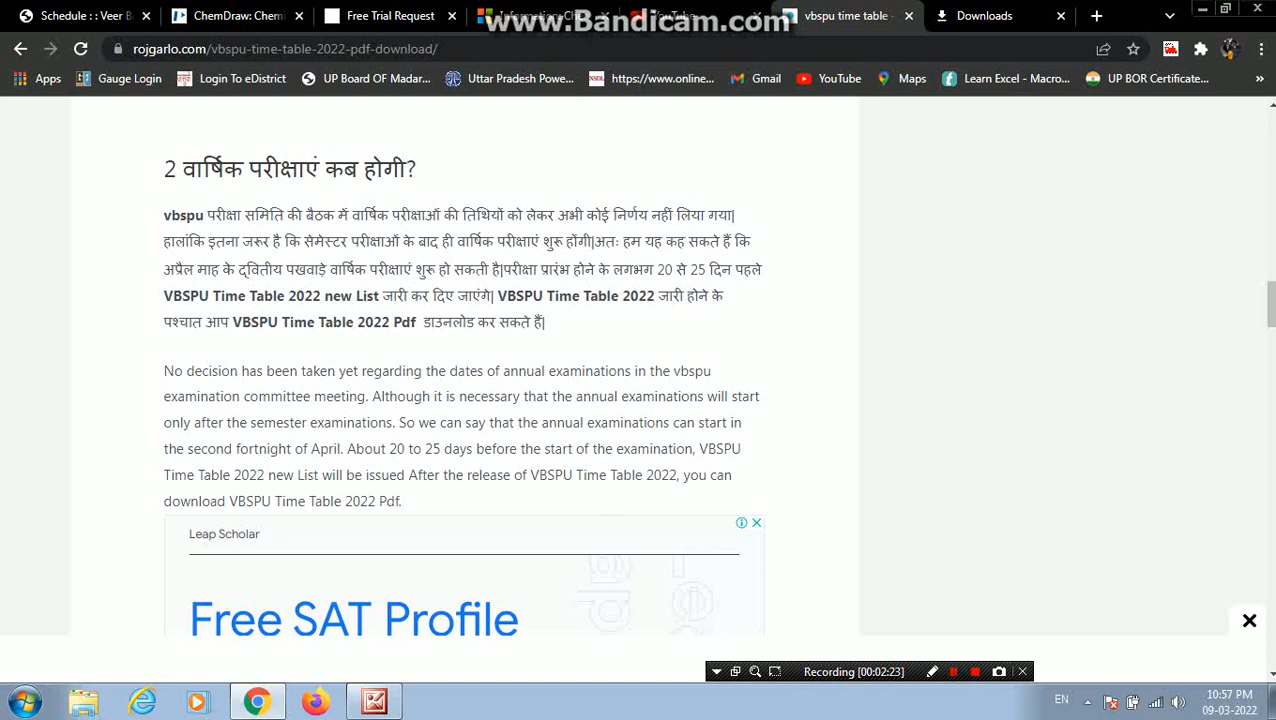 Schedule : Veer B
ChemDraw: Chemi
Free Trial Request
www.Bandicam.com
vbspu time table
Downloads
rojgarlo.com/vbspu-time-table-2022-pdf-download/
Apps
Gauge Login
Login To eDistrict
UP Board OF Madar...
Uttar Pradesh Powe...
https://www.online...
Gmail
YouTube
Maps
Learn Excel - Macro...
UP BOR Certificate...
2 वार्षिक परीक्षाएं कब होगी?
vbspu परीक्षा समिति की बैठक में वार्षिक परीक्षाओं की तिथियों को लेकर अभी कोई निर्णय नहीं लिया गया|
हालांकि इतना जरूर है कि सेमेस्टर परीक्षाओं के बाद ही वार्षिक परीक्षाएं शुरू होंगी|अतः हम यह कह सकते हैं कि
अप्रैल माह के द्वितीय पखवाड़े वार्षिक परीक्षाएं शुरू हो सकती है|परीक्षा प्रारंभ होने के लगभग 20 से 25 दिन पहले
VBSPU Time Table 2022 new List जारी कर दिए जाएंगे| VBSPU Time Table 2022 जारी होने के
पश्चात आप VBSPU Time Table 2022 Pdf डाउनलोड कर सकते हैं|
No decision has been taken yet regarding the dates of annual examinations in the vbspu
examination committee meeting. Although it is necessary that the annual examinations will start
only after the semester examinations. So we can say that the annual examinations can start in
the second fortnight of April. About 20 to 25 days before the start of the examination, VBSPU
Time Table 2022 new List will be issued After the release of VBSPU Time Table 2022, you can
download VBSPU Time Table 2022 Pdf.
Leap Scholar
Free SAT Profile
Recording [00:02:23]
EN
10:57 PM
09-03-2022